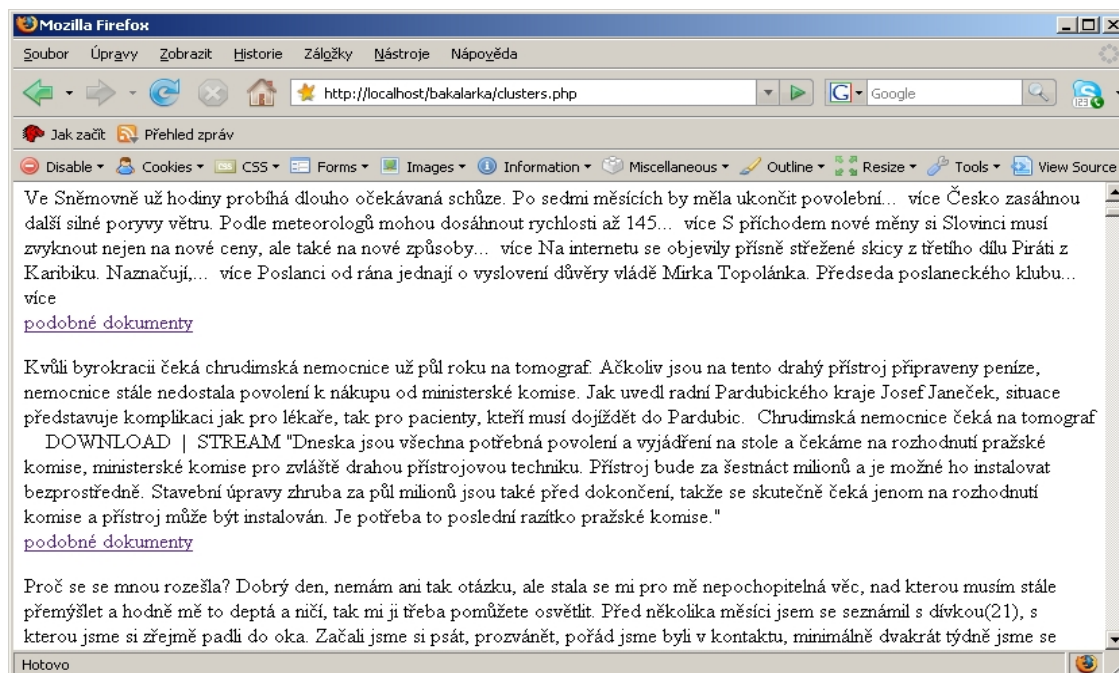 Mozilla Firefox
Soubor Úpravy Zobrazit Historie Záložky Nástroje Nápověda
http://localhost/bakalarka/clusters.php G Google 123
Jak začít Přehled zpráv
Disable Cookies CSS Forms Images Information Miscellaneous Outline Resize Tools View Source
Ve Sněmovně už hodiny probíhá dlouho očekávaná schůze. Po sedmi měsících by měla ukončit povolební... více Česko zasáhnou
další silné poryvy větru. Podle meteorologů mohou dosáhnout rychlosti až 145... více S příchodem nové měny si Slovinci musí
zvyknout nejen na nové ceny, ale také na nové způsoby... více Na internetu se objevily přísně střežené skicy z třetího dílu Piráti z
Karibiku. Naznačují,... více Poslanci od rána jednají o vyslovení důvěry vládě Mirka Topolánka. Předseda poslaneckého klubu...
více
podobné dokumenty
Kvůli byrokracii čeká chrudimská nemocnice už půl roku na tomograf. Ačkoliv jsou na tento drahý přístroj připraveny peníze,
nemocnice stále nedostala povolení k nákupu od ministerské komise. Jak uvedl radní Pardubického kraje Josef Janeček, situace
představuje komplikaci jak pro lékaře, tak pro pacienty, kteří musí dojíždět do Pardubic. Chrudimská nemocnice čeká na tomograf
DOWNLOAD | STREAM "Dneska jsou všechna potřebná povolení a vyjádření na stole a čekáme na rozhodnutí pražské
komise, ministerské komise pro zvláště drahou přístrojovou techniku. Přístroj bude za šestnáct milionů a je možné ho instalovat
bezprostředně. Stavební úpravy zhruba za půl milionů jsou také před dokončení, takže se skutečně čeká jenom na rozhodnutí
komise a přístroj může být instalován. Je potřeba to poslední razítko pražské komise."
podobné dokumenty
Proč se se mnou rozešla? Dobrý den, nemám ani tak otázku, ale stala se mi pro mě nepochopitelná věc, nad kterou musím stále
přemýšlet a hodně mě to deptá a ničí, tak mi ji třeba pomůžete osvětlit. Před několika měsíci jsem se seznámil s dívkou(21), s
kterou jsme si zřejmě padli do oka. Začali jsme si psát, prozvánět, pořád jsme byli v kontaktu, minimálně dvakrát týdně jsme se
Hotovo